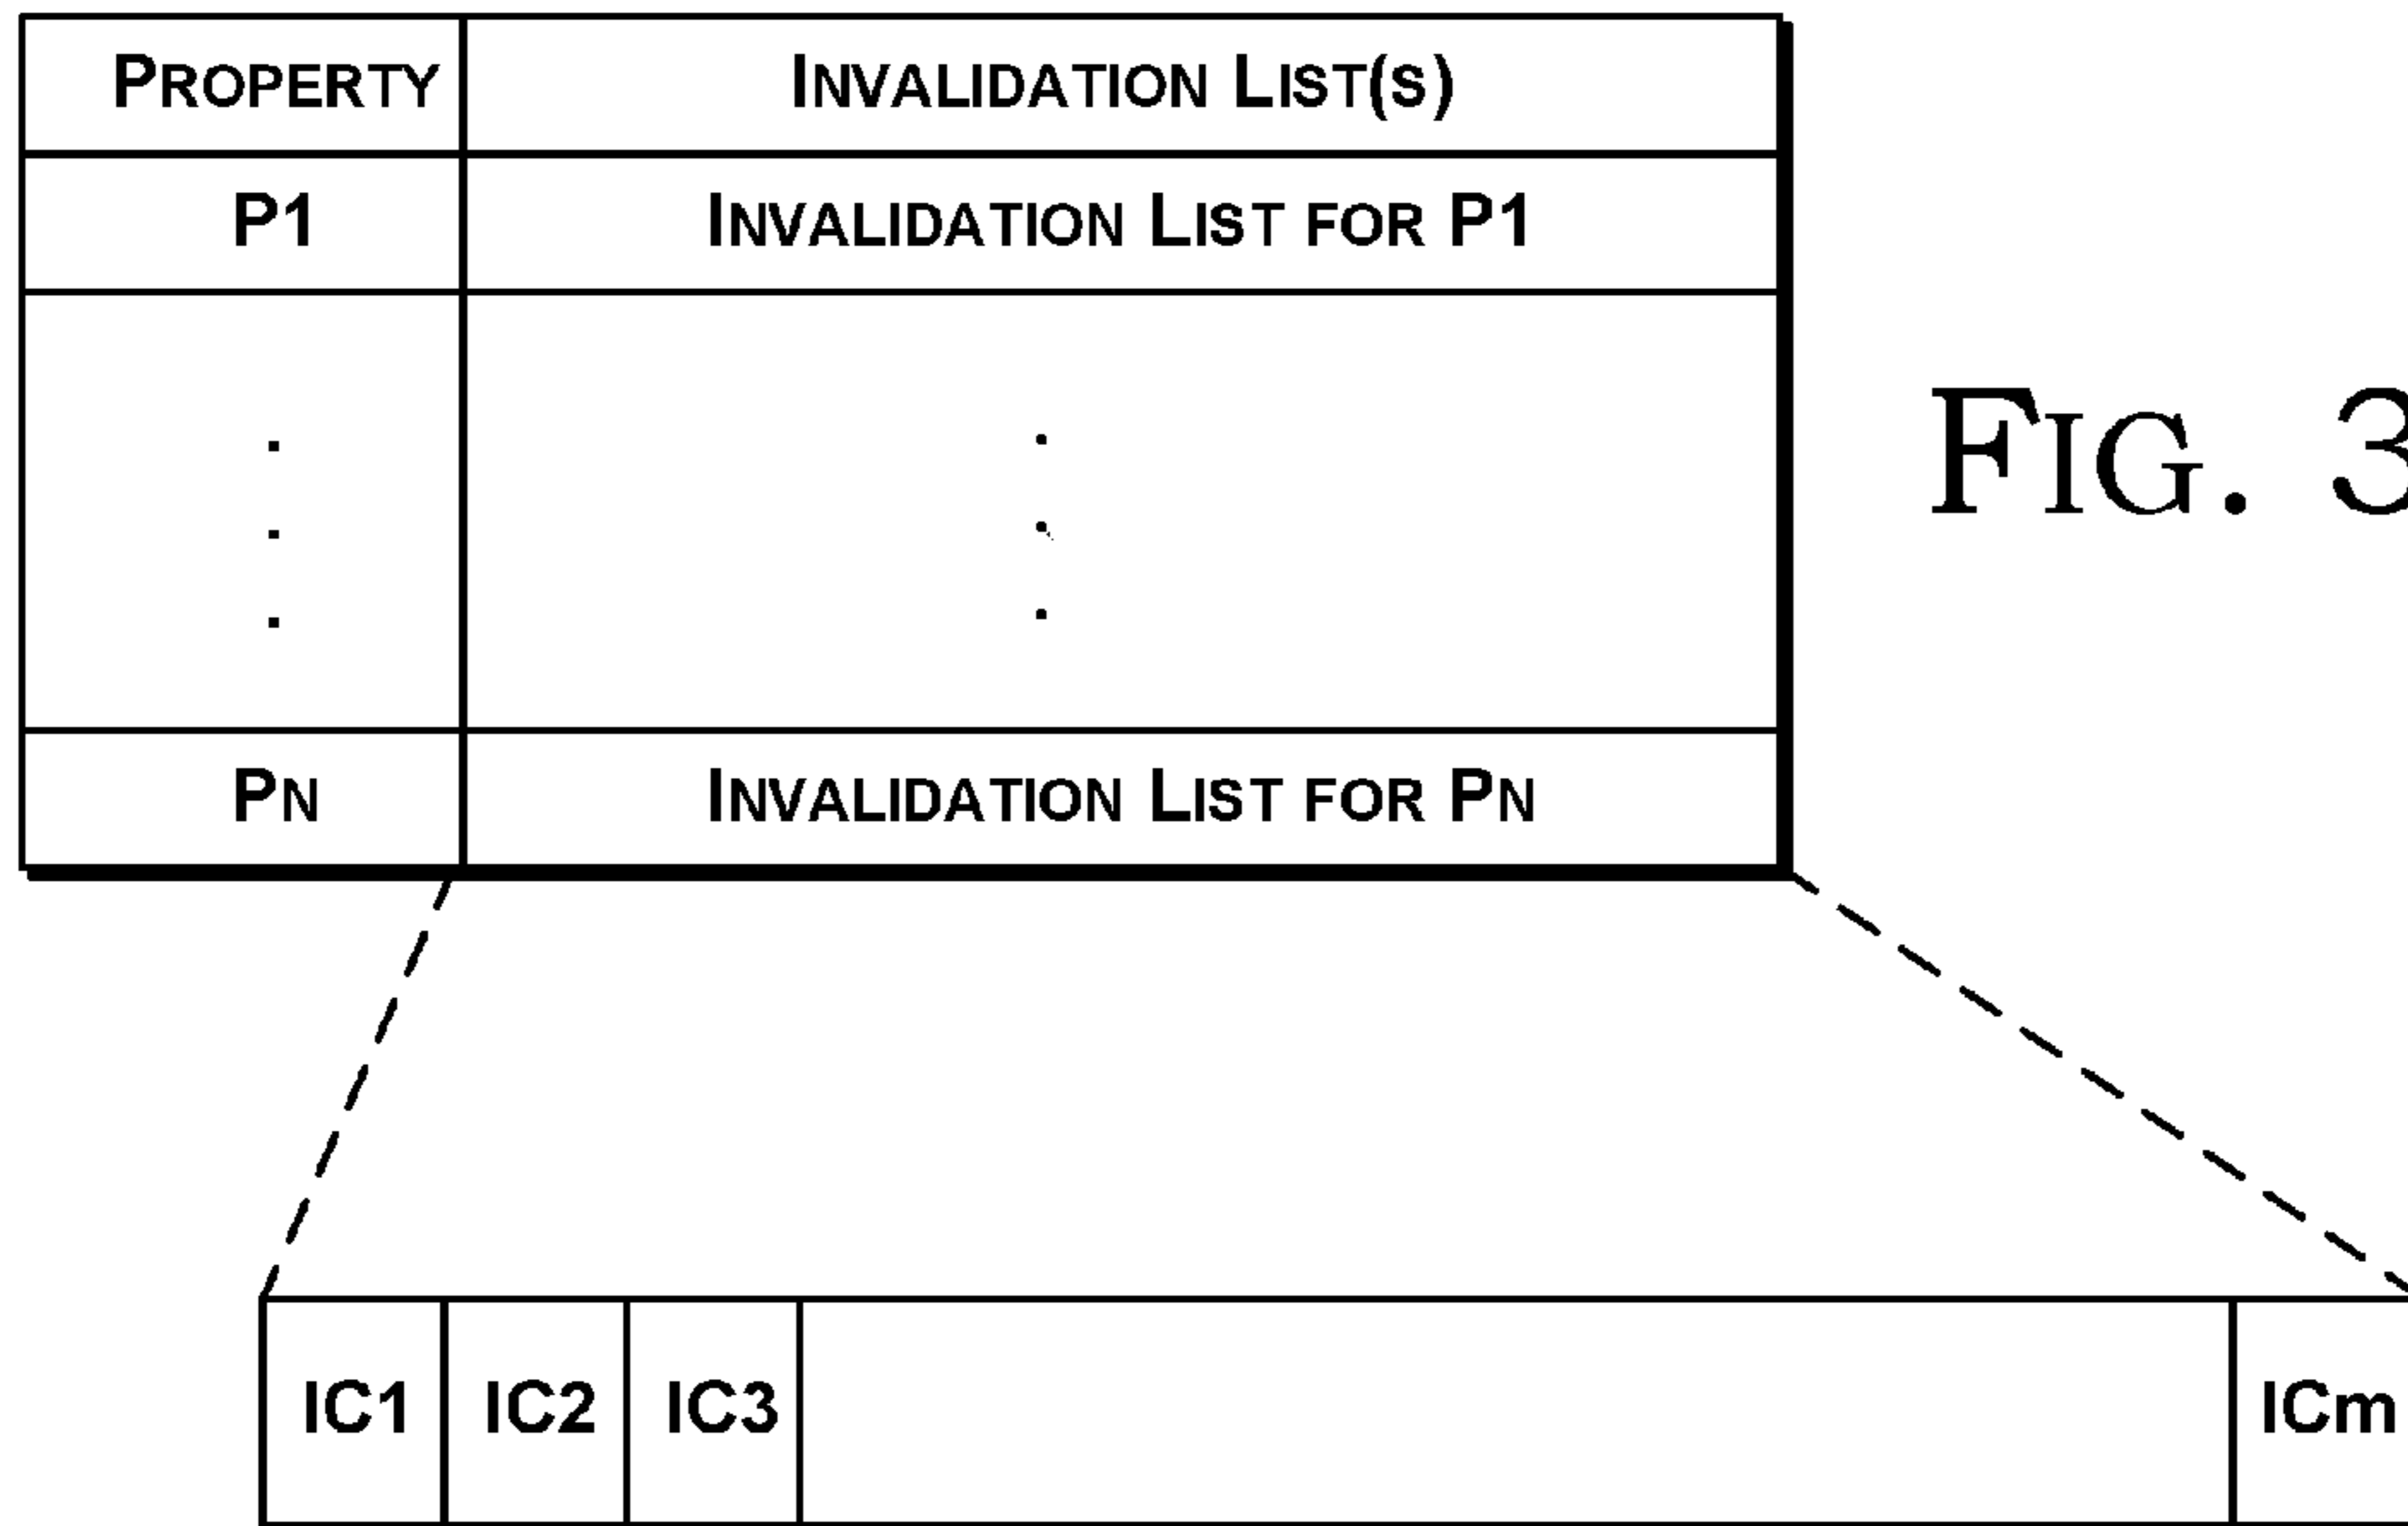 PROPERTY INVALIDATION LIST(S)
P1 INVALIDATION LIST FOR P1
. .
. .
. .
PN INVALIDATION LIST FOR PN
FIG. 3
IC1 IC2 IC3 ICm